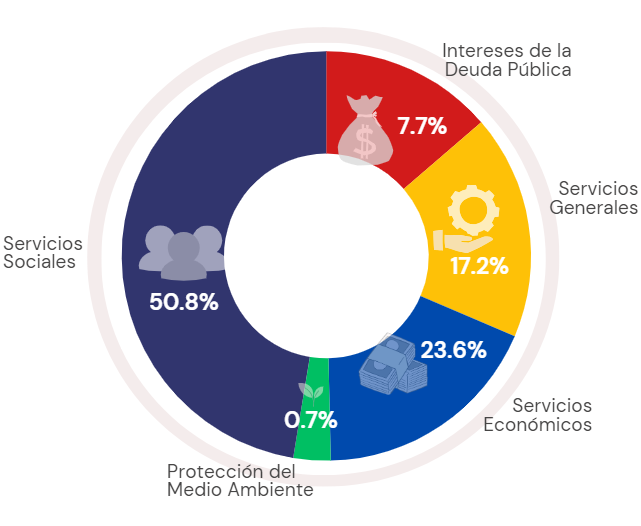 Intereses de la
Deuda Pública
7.7%
Servicios
Generales
17.2%
23.6%
Servicios
Económicos
0.7%
Protección del
Medio Ambiente
Servicios
Sociales
50.8%
$